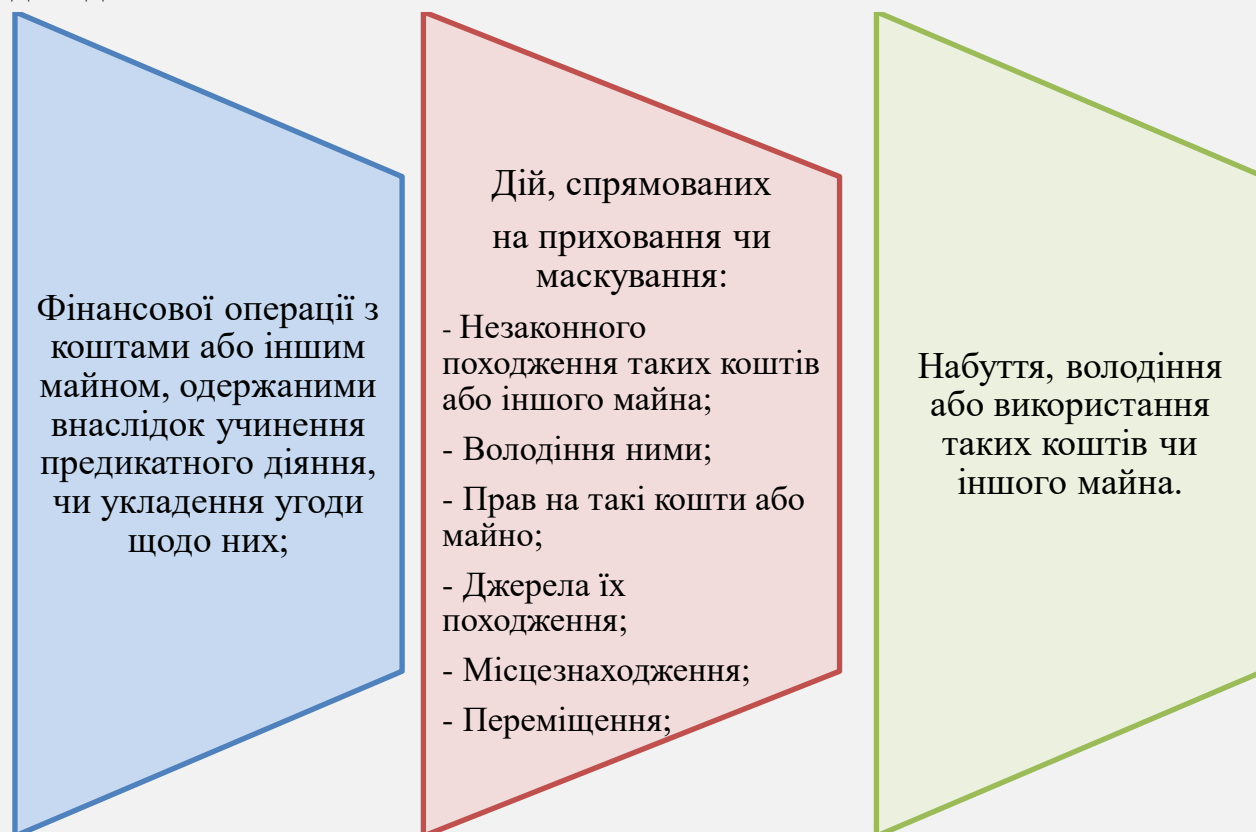 Фінансової операції з
коштами або іншим
майном, одержаними
внаслідок учинення
предикатного діяння,
чи укладення угоди
щодо них;
Дій, спрямованих
на приховання чи
маскування:
- Незаконного
походження таких коштів
або іншого майна;
- Володіння ними;
- Прав на такі кошти або
майно;
- Джерела їх
походження;
- Місцезнаходження;
- Переміщення;
Набуття, володіння
або використання
таких коштів чи
іншого майна.